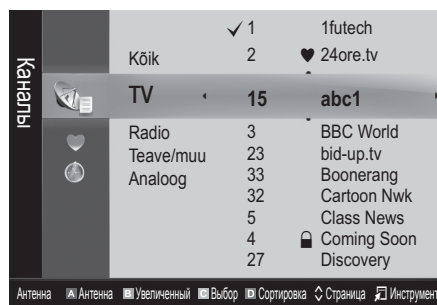 Каналы
✓ 1 1futech
Kõik 2 ♥ 24ore.tv
TV 15 abc1
Radio 3 BBC World
Teave/muu 23 bid-up.tv
Analoog 33 Boonerang
32 Cartoon Nwk
5 Class News
4 Coming Soon
27 Discovery
Антенна A Антенна B Увеличенный C Выбор D Сортировка Страница Инструмент